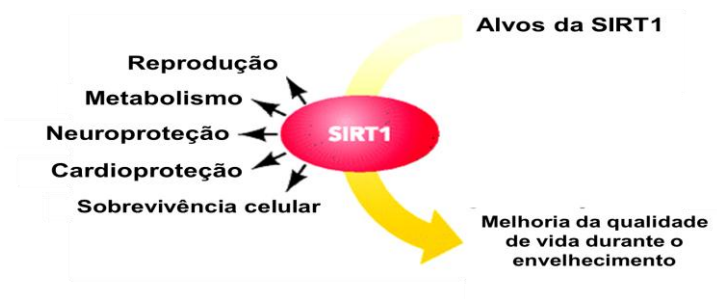 Alvos da SIRT1
Reprodução
Metabolismo
Neuroproteção
SIRT1
Cardioproteção
Sobrevivência celular
Melhoria da qualidade
de vida durante o
envelhecimento